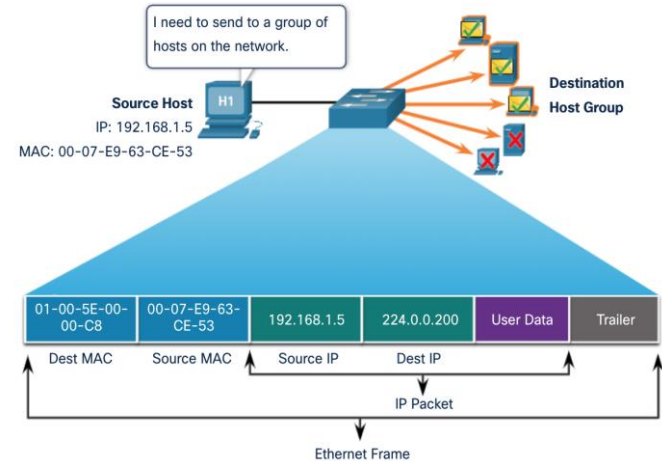 I need to send to a group of
hosts on the network.
Source Host
IP: 192.168.1.5
MAC: 00-07-E9-63-CE-53
H1
Destination
Host Group
01-00-5E-00-
00-C8
00-07-E9-63-
CE-53
192.168.1.5
224.0.0.200
User Data
Trailer
Dest MAC
Source MAC
Source IP
Dest IP
IP Packet
Ethernet Frame